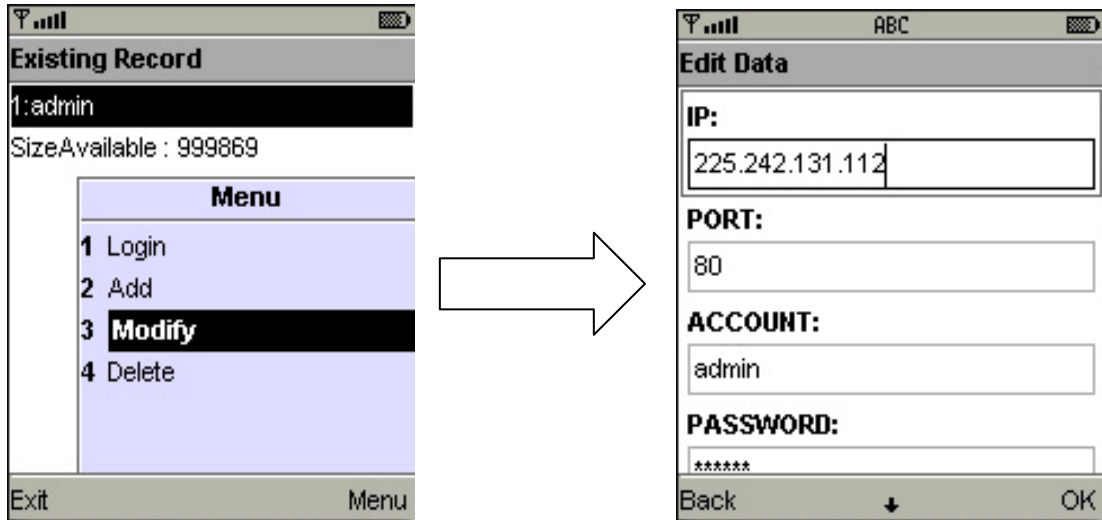 Existing Record
1:admin
SizeAvailable : 999869
Menu
1 Login
2 Add
3 Modify
4 Delete
Exit Menu
ABC
Edit Data
IP:
225.242.131.112
PORT:
80
ACCOUNT:
admin
PASSWORD:
******
Back OK